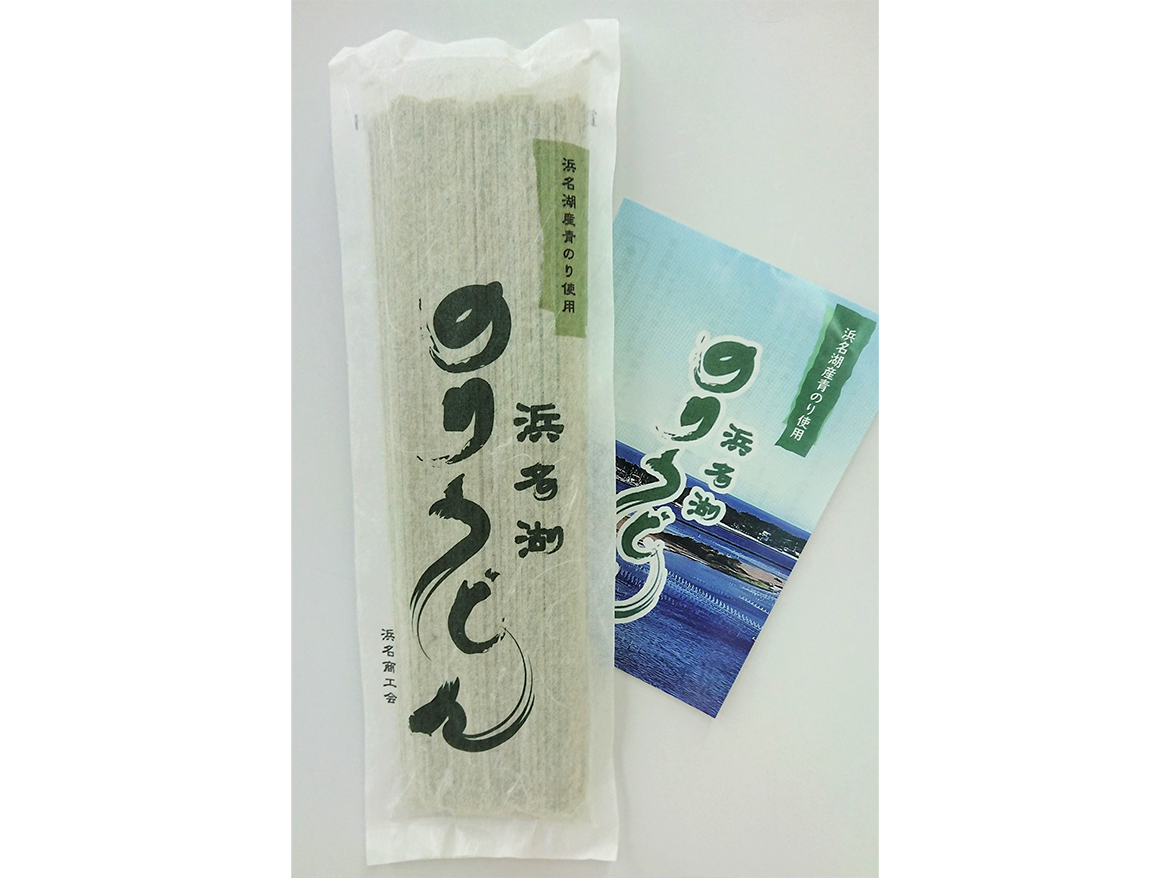 浜名湖産青のり使用
浜名湖
のりうどん
浜名商工会
浜名湖産青のり使用
浜名湖
のりうど